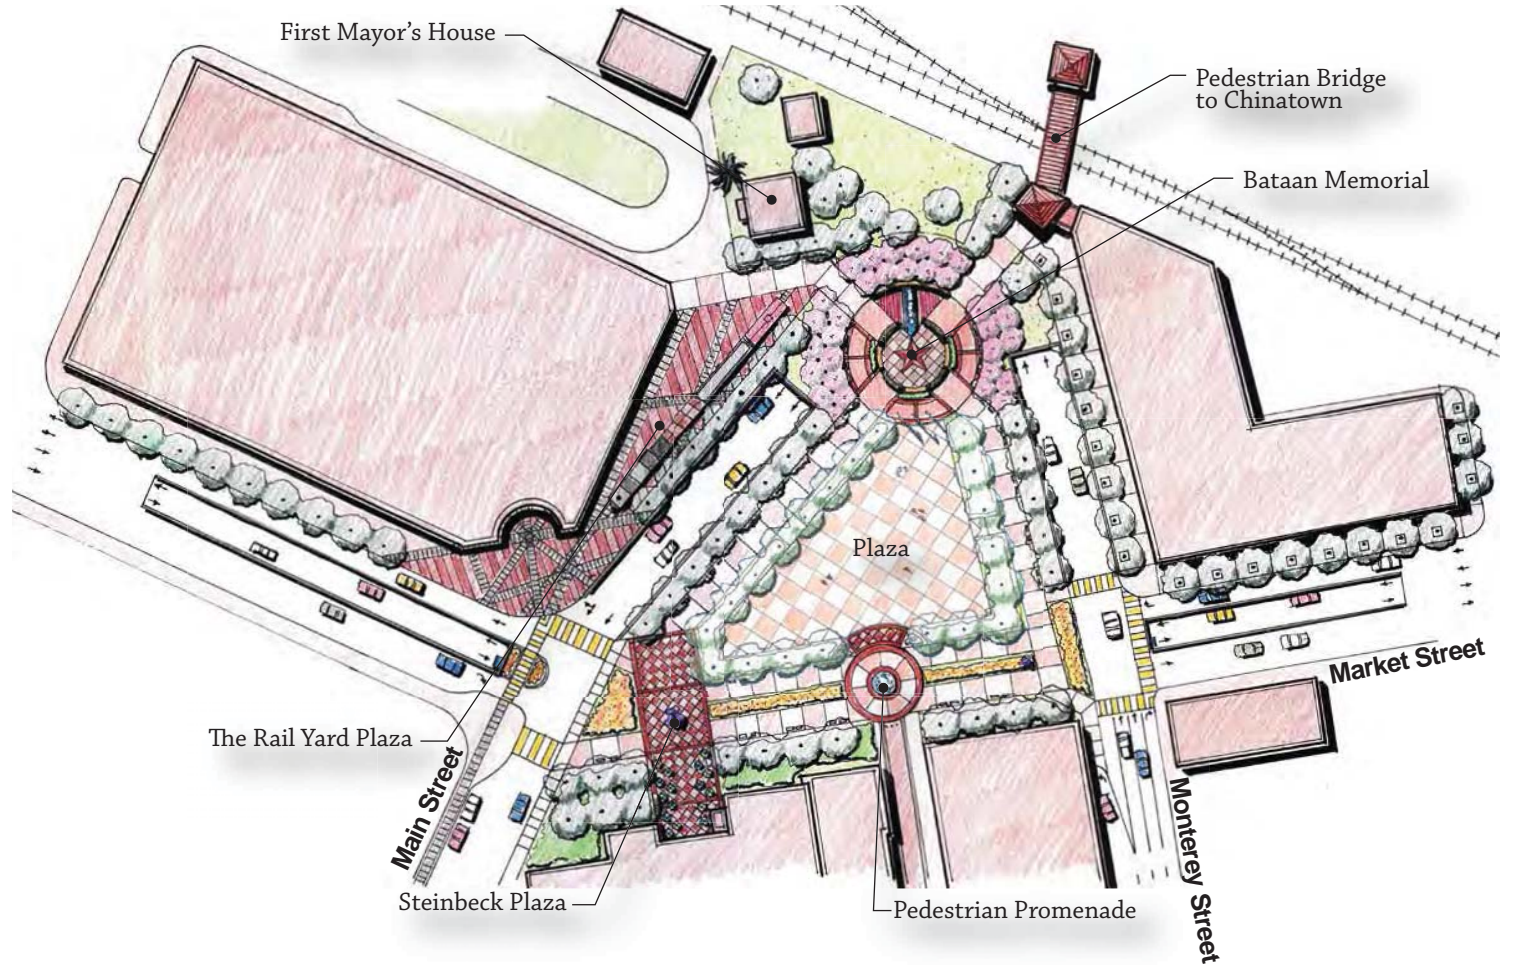 First Mayor’s House
Pedestrian Bridge
to Chinatown
Bataan Memorial
Plaza
Market Street
The Rail Yard Plaza
Main Street
Monterey Street
Steinbeck Plaza
Pedestrian Promenade